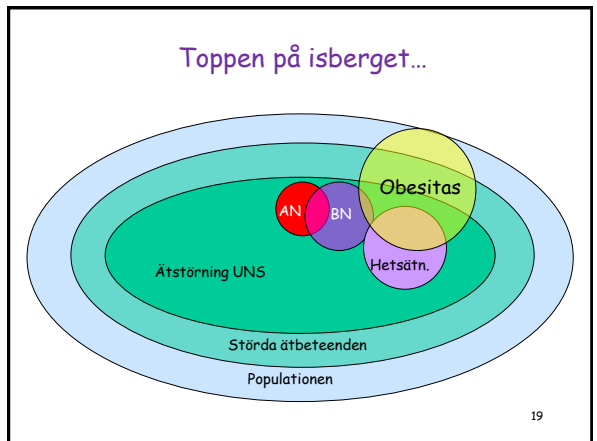 Toppen på isberget…
Obesitas
AN
BN
Hetsätn.
Ätstörning UNS
Störda ätbeteenden
Populationen
19